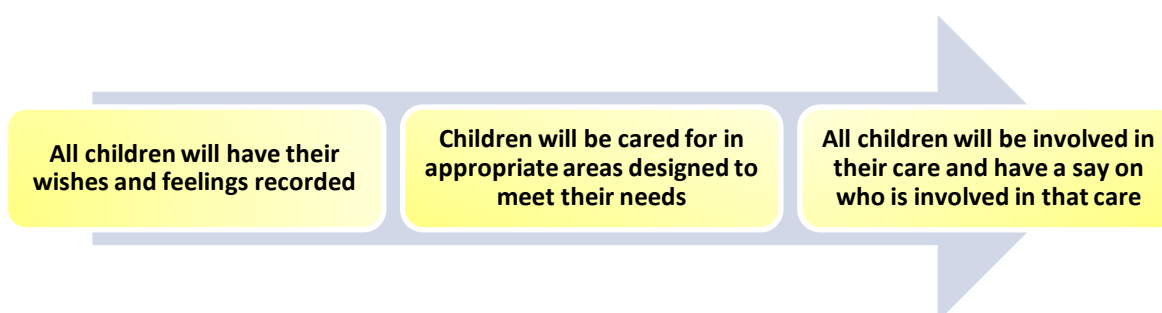 All children will have their
wishes and feelings recorded
Children will be cared for in
appropriate areas designed to
meet their needs
All children will be involved in
their care and have a say on
who is involved in that care